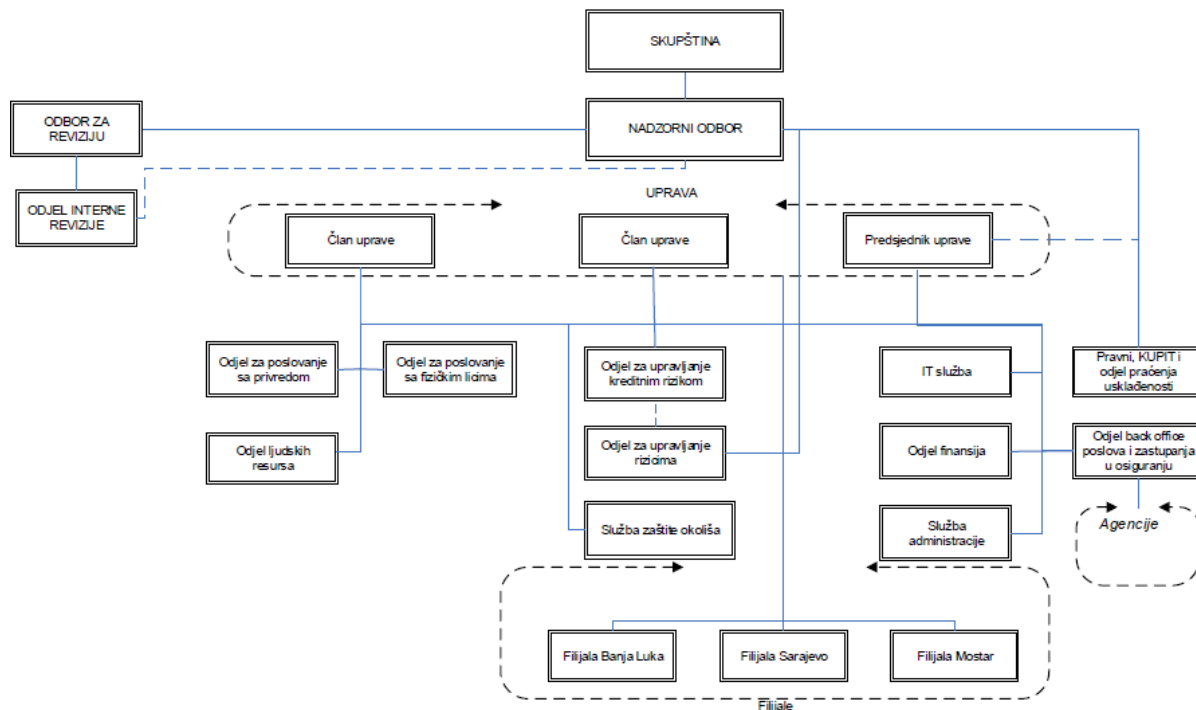 SKUPŠTINA
ODBOR ZA
REVIZIJU
NADZORNI ODBOR
ODJEL INTERNE
REVIZIJE
UPRAVA
Član uprave
Član uprave
Predsjednik uprave
Odjel za poslovanje
sa privredom
Odjel za poslovanje
sa fizičkim licima
Odjel za upravljanje
kreditnim rizikom
IT služba
Pravni, KUPIT i
odjel praćenja
usklađenosti
Odjel ljudskih
resursa
Odjel za upravljanje
rizicima
Odjel finansija
Odjel back office
poslova i zastupanja
u osiguranju
Služba zaštite okoliša
Služba
administracije
Agencije
Filijala Banja Luka
Filijala Sarajevo
Filijala Mostar
Filijale